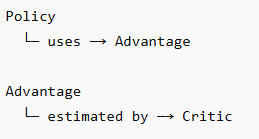 Policy
└─ uses ─→ Advantage
Advantage
└─ estimated by ─→ Critic